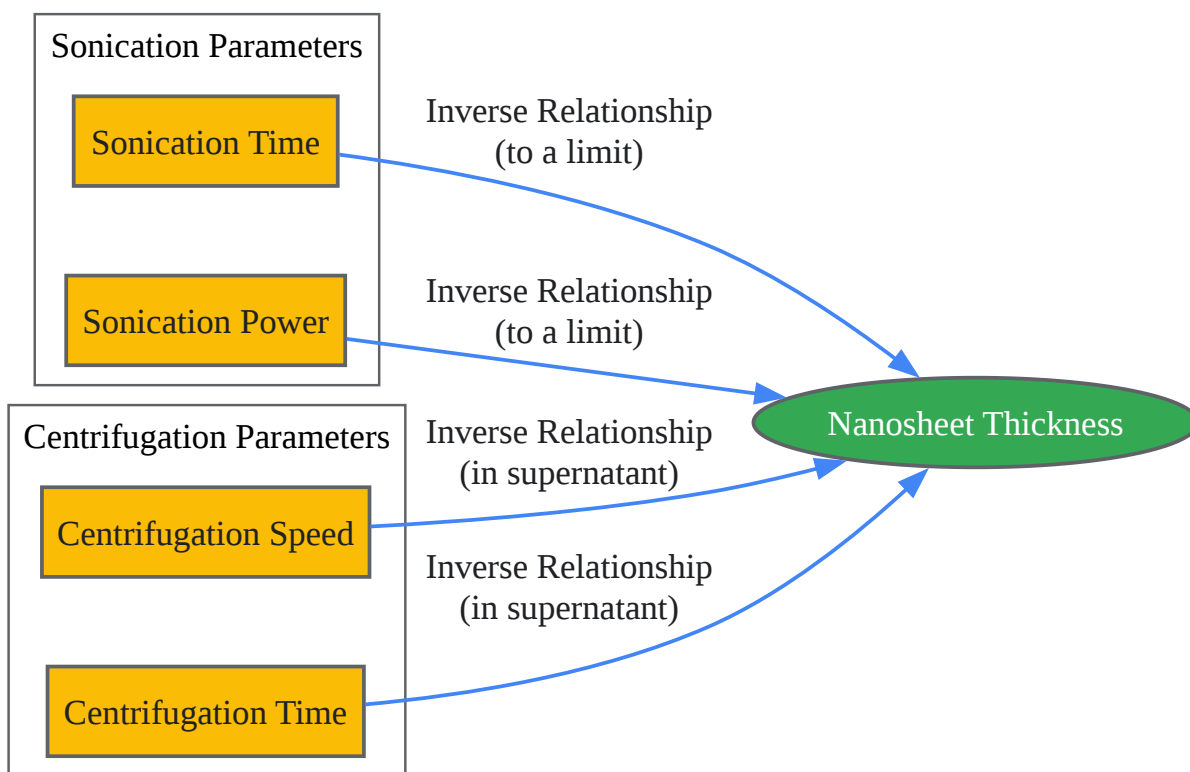 Sonication Parameters
Sonication Time
Inverse Relationship
(to a limit)
Sonication Power
Inverse Relationship
(to a limit)
Nanosheet Thickness
Centrifugation Parameters
Inverse Relationship
(in supernatant)
Centrifugation Speed
Inverse Relationship
(in supernatant)
Centrifugation Time